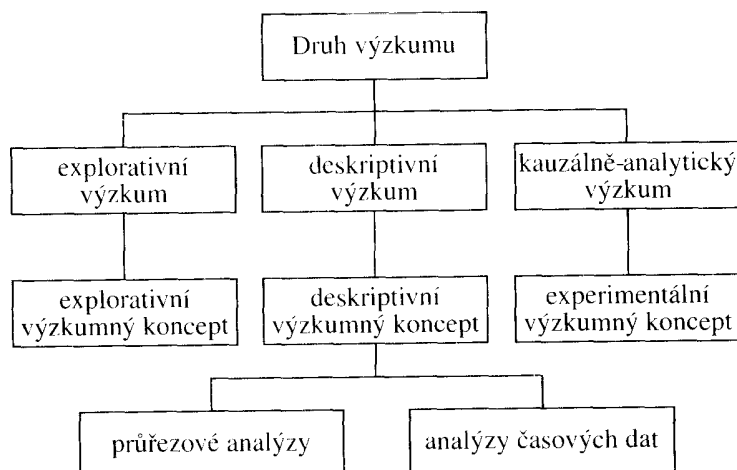 Druh výzkumu
explorativní
výzkum
deskriptivní
výzkum
kauzálně-analytický
výzkum
explorativní
výzkumný koncept
deskriptivní
výzkumný koncept
experimentální
výzkumný koncept
průřezové analýzy
analýzy časových dat